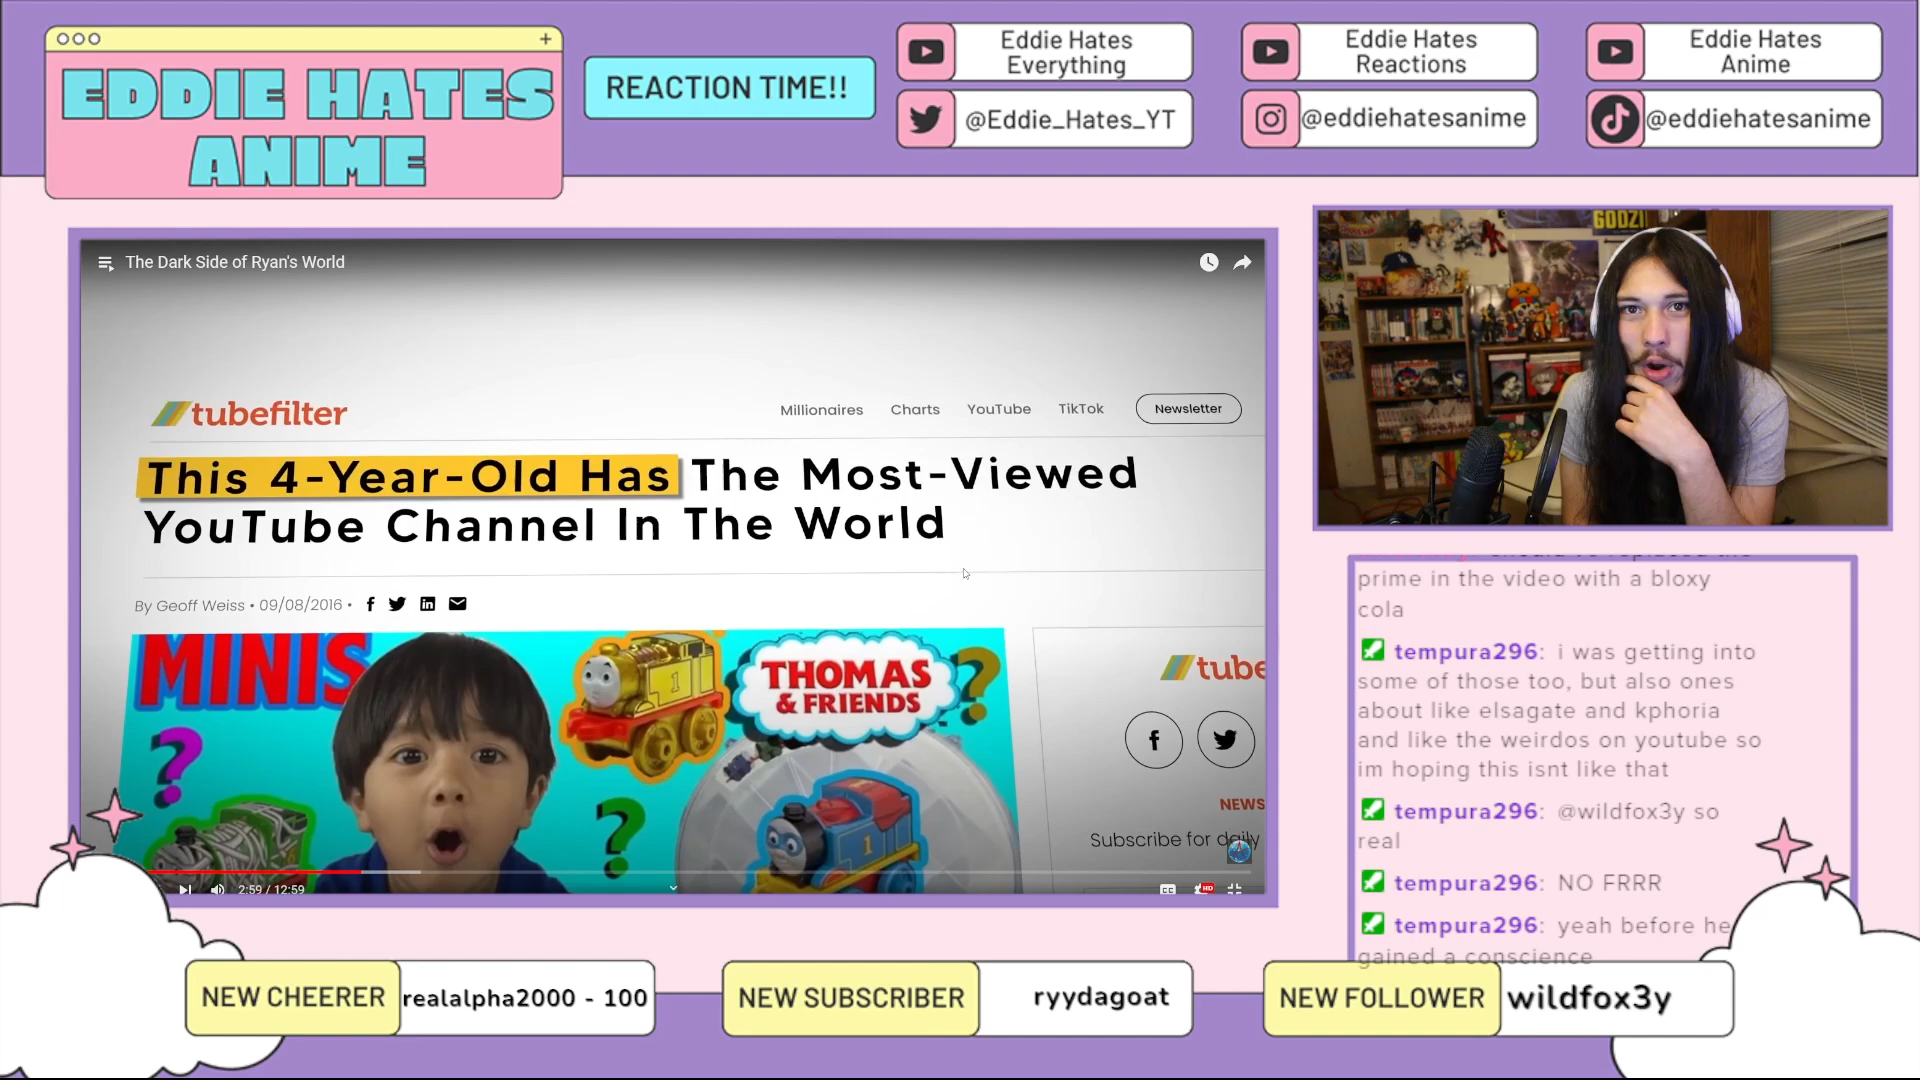 EDDIE HATES
ANIME
REACTION TIME!!
Eddie Hates
Everything
Eddie Hates
Reactions
Eddie Hates
Anime
@Eddie_Hates_YT
@eddiehatesanime
@eddiehatesanime
The Dark Side of Ryan's World
tubefilter
Millionaires Charts YouTube TikTok Newsletter
This 4-Year-Old Has The Most-Viewed
YouTube Channel In The World
By Geoff Weiss • 09/08/2016 •
MINIS
THOMAS
& FRIENDS
1
1
tube
NEWS
Subscribe for daily
2:59 / 12:59
CC
HD
GODZI
prime in the video with a bloxy
cola
tempura296: i was getting into
some of those too, but also ones
about like elsagate and kphoria
and like the weirdos on youtube so
im hoping this isnt like that
tempura296: @wildfox3y so
real
tempura296: NO FRRR
tempura296: yeah before he
gained a conscience
NEW CHEERER realalpha2000 - 100
NEW SUBSCRIBER ryydagoat
NEW FOLLOWER wildfox3y